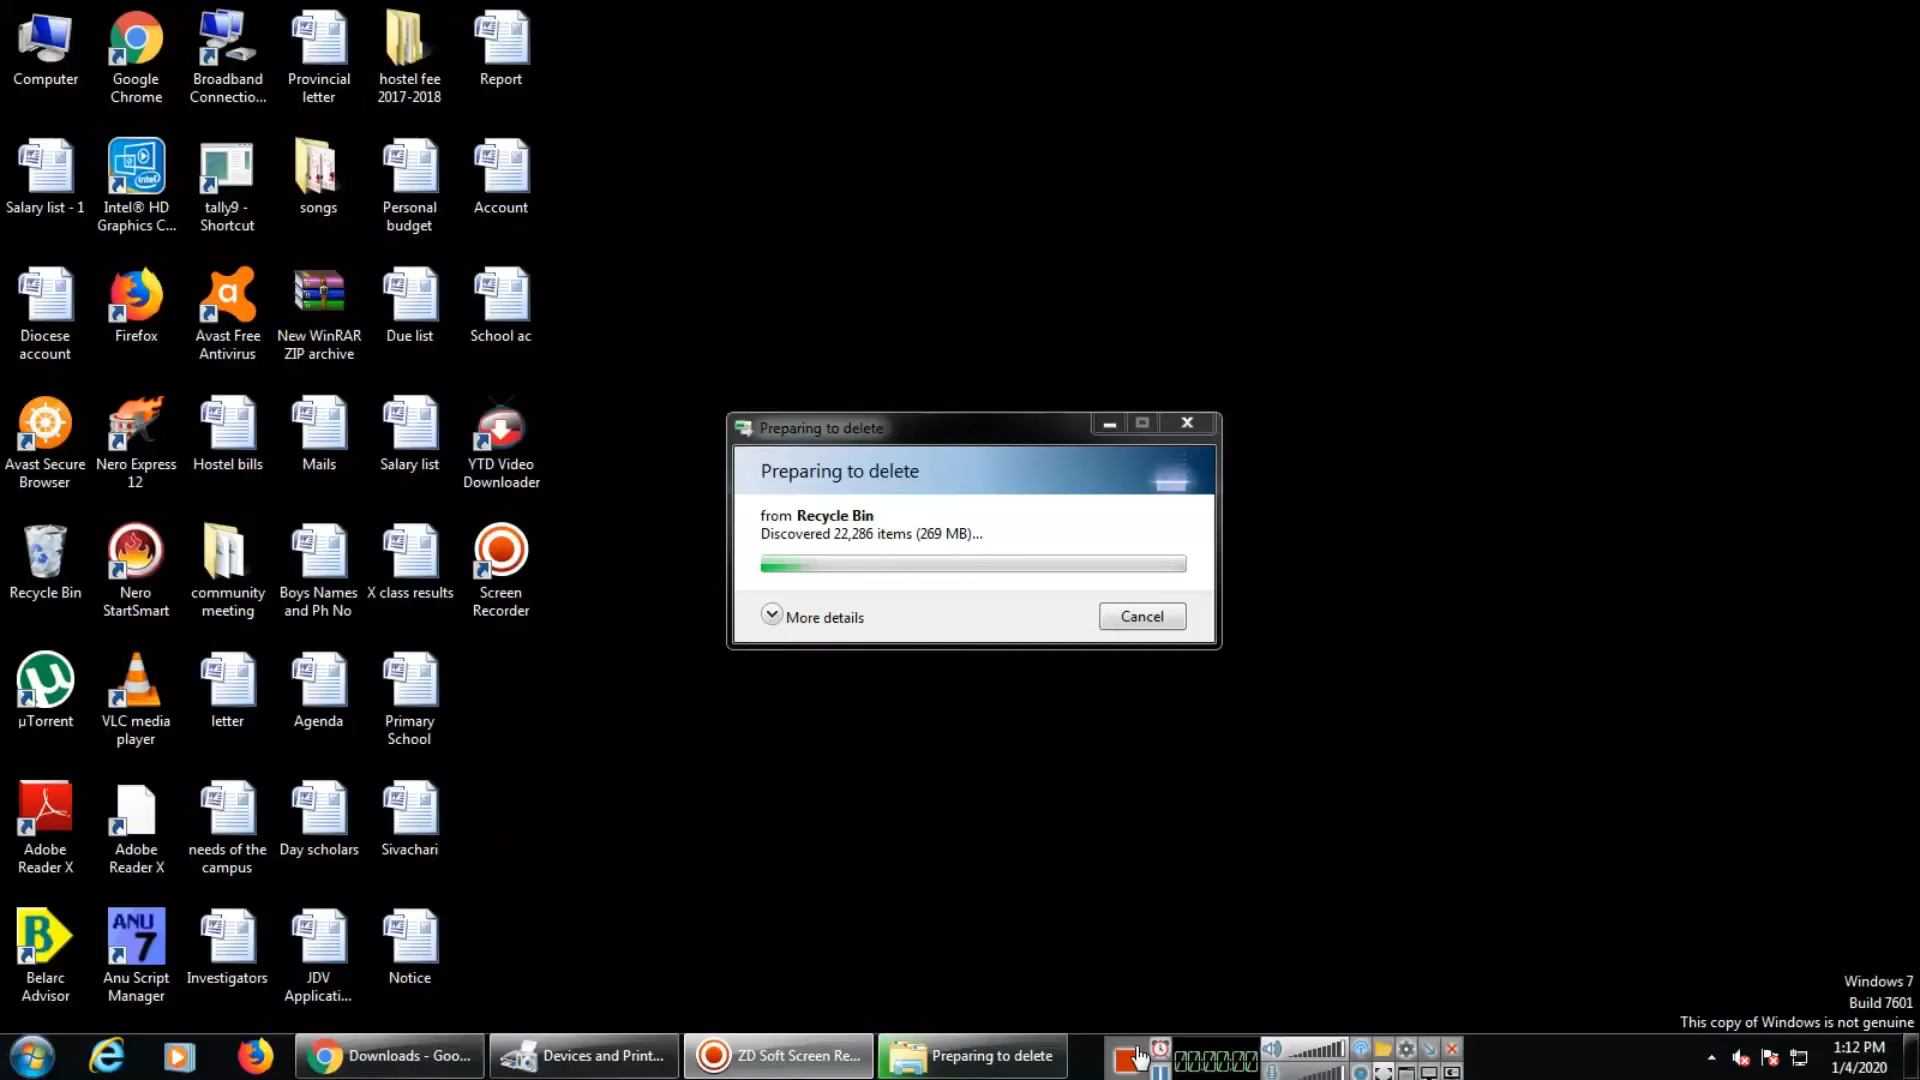 Computer
Google
Chrome
Broadband
Connectio...
Provincial
letter
hostel fee
2017-2018
Report
Salary list - 1
Intel® HD
Graphics C...
tally9 -
Shortcut
songs
Personal
budget
Account
Diocese
account
Firefox
Avast Free
Antivirus
New WinRAR
ZIP archive
Due list
School ac
Avast Secure
Browser
Nero Express
12
Hostel bills
Mails
Salary list
YTD Video
Downloader
Recycle Bin
Nero
StartSmart
community
meeting
Boys Names
and Ph No
X class results
Screen
Recorder
µTorrent
VLC media
player
letter
Agenda
Primary
School
Adobe
Reader X
Adobe
Reader X
needs of the
campus
Day scholars
Sivachari
Belarc
Advisor
ANU
7
Anu Script
Manager
Investigators
JDV
Applicati...
Notice
Preparing to delete
Preparing to delete
from Recycle Bin
Discovered 22,286 items (269 MB)...
More details
Cancel
Windows 7
Build 7601
This copy of Windows is not genuine
Downloads - Goo...
Devices and Print...
ZD Soft Screen Re...
Preparing to delete
1:12 PM
1/4/2020